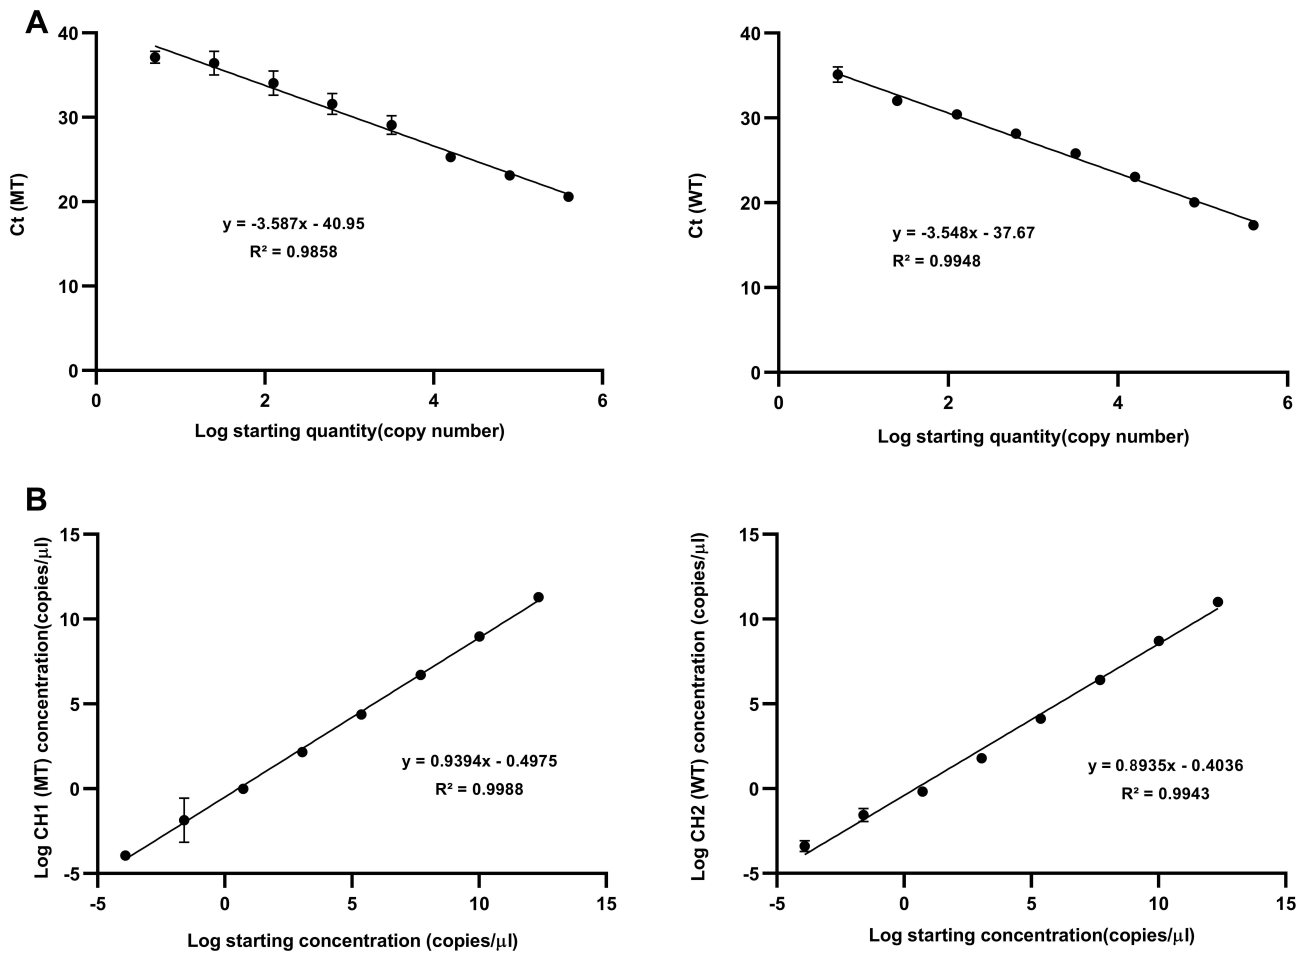 A
40
30
20
10
0
0 2 4 6
Ct (MT)
Log starting quantity(copy number)
y = -3.587x - 40.95
R² = 0.9858
40
30
20
10
0
0 2 4 6
Ct (WT)
Log starting quantity(copy number)
y = -3.548x - 37.67
R² = 0.9948
B
15
10
5
0
-5
-5 0 5 10 15
Log CH1 (MT) concentration(copies/μl)
Log starting concentration (copies/μl)
y = 0.9394x - 0.4975
R² = 0.9988
15
10
5
0
-5
-5 0 5 10 15
Log CH2 (WT) concentration (copies/μl)
Log starting concentration(copies/μl)
y = 0.8935x - 0.4036
R² = 0.9943